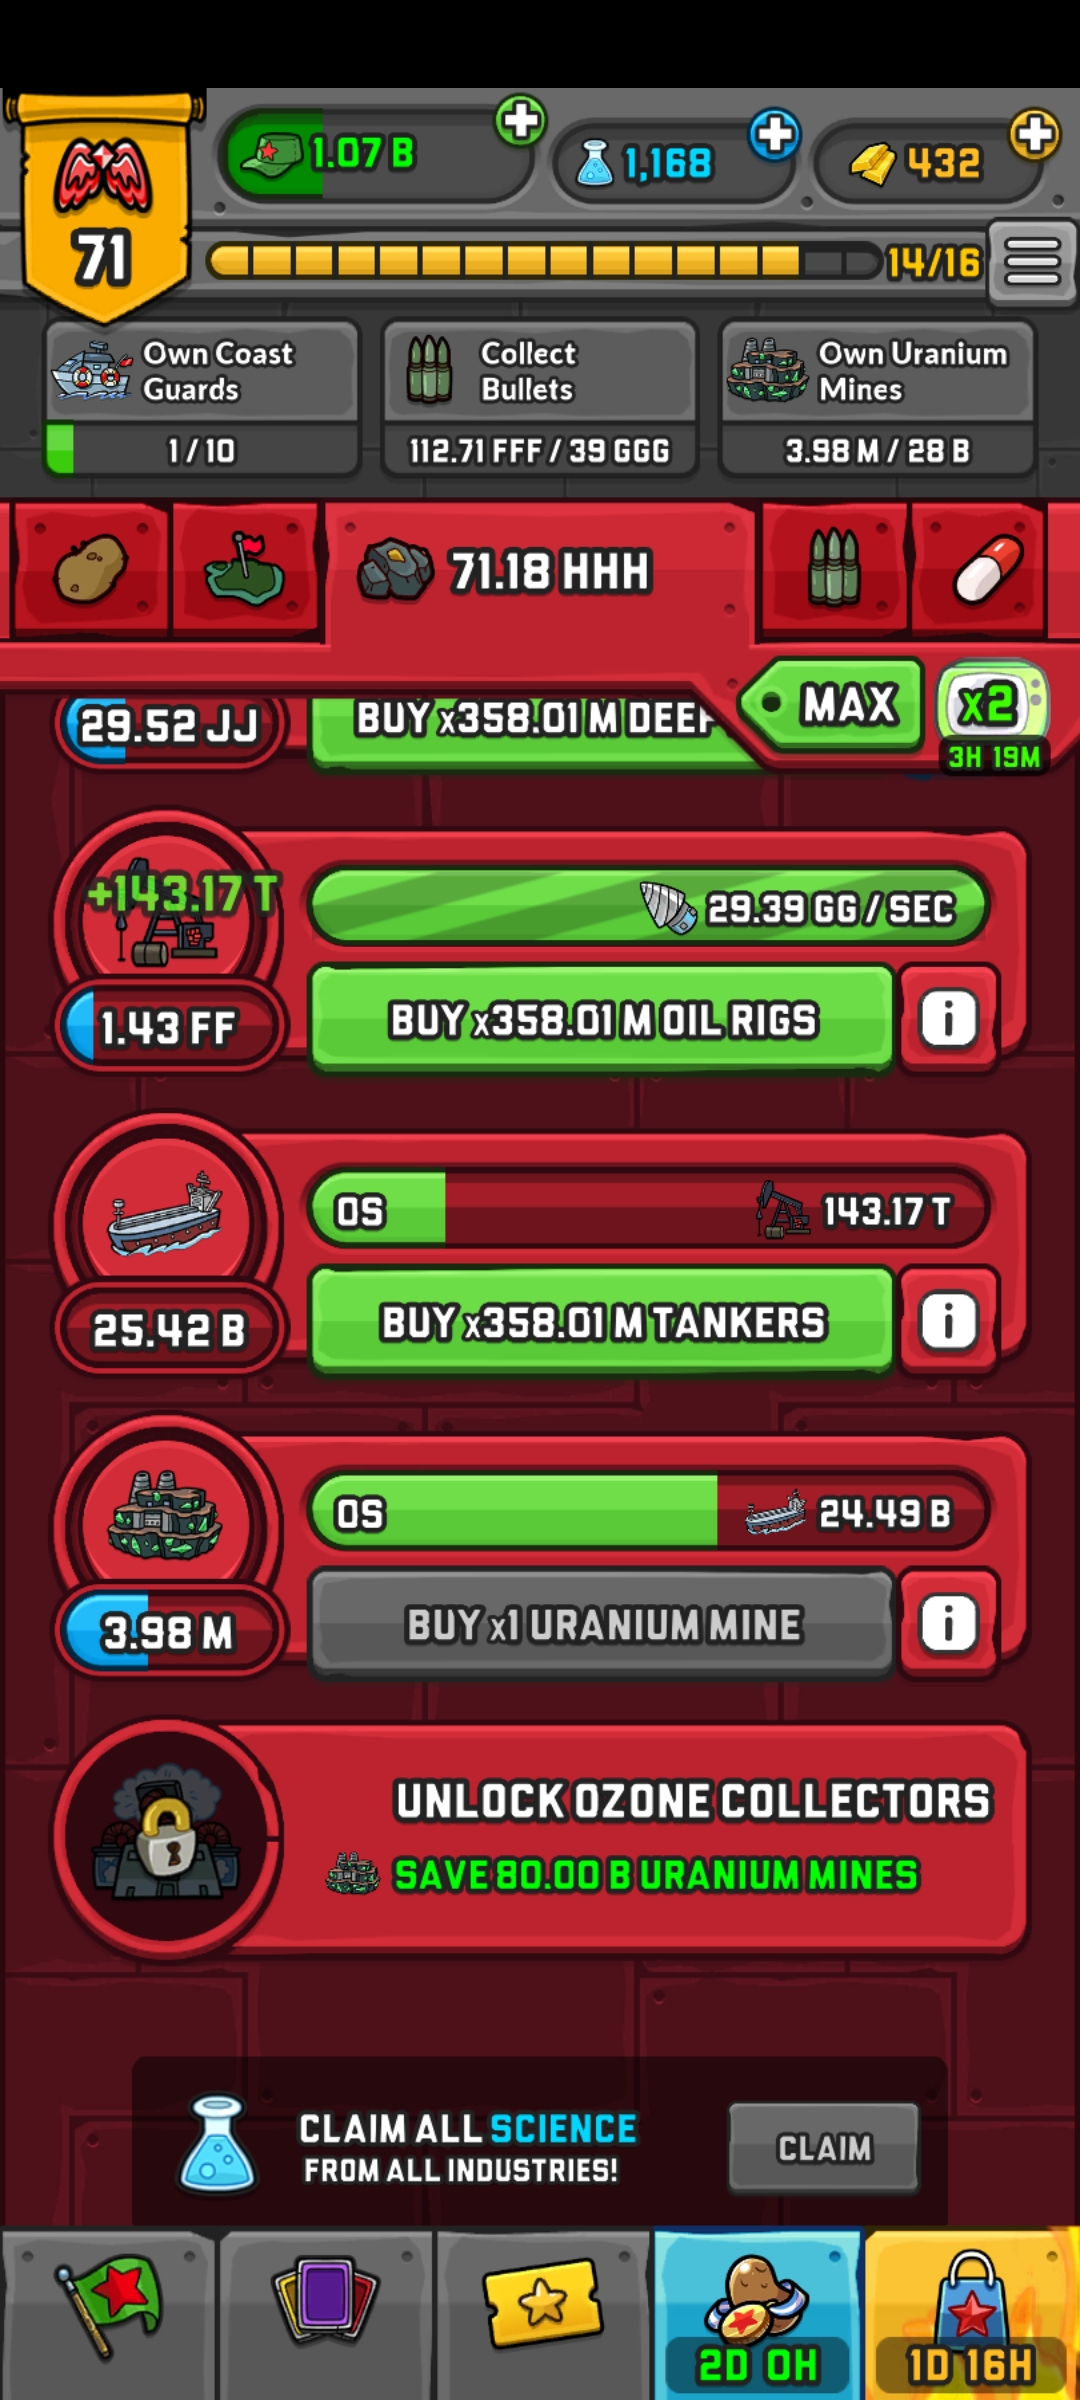 1.07 B
1,168
432
71
14/16
Own Coast
Guards
1 / 10
Collect
Bullets
112.71 FFF / 39 GGG
Own Uranium
Mines
3.98 M / 28 B
71.18 HHH
MAX
x2
3H 19M
29.52 JJ
BUY x358.01 M DEEP
+143.17 T
29.39 GG / SEC
1.43 FF
BUY x358.01 M OIL RIGS
i
0S
143.17 T
25.42 B
BUY x358.01 M TANKERS
i
0S
24.49 B
3.98 M
BUY x1 URANIUM MINE
i
UNLOCK OZONE COLLECTORS
SAVE 80.00 B URANIUM MINES
CLAIM ALL SCIENCE
FROM ALL INDUSTRIES!
CLAIM
2D 0H
1D 16H